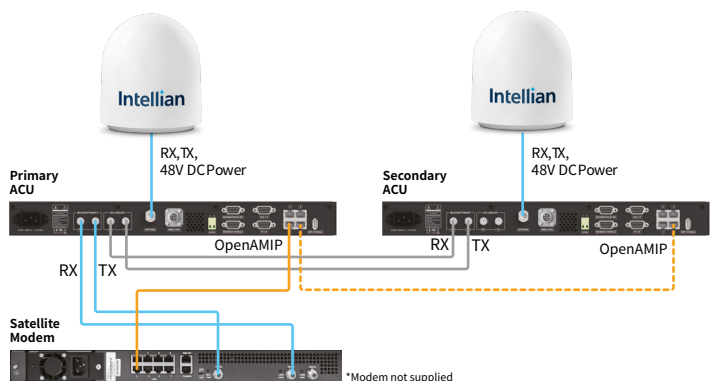 Intellian
Intellian
RX,TX,
48V DC Power
RX,TX,
48V DC Power
Primary
ACU
Secondary
ACU
OpenAMIP
RX
TX
OpenAMIP
RX
TX
Satellite
Modem
*Modem not supplied